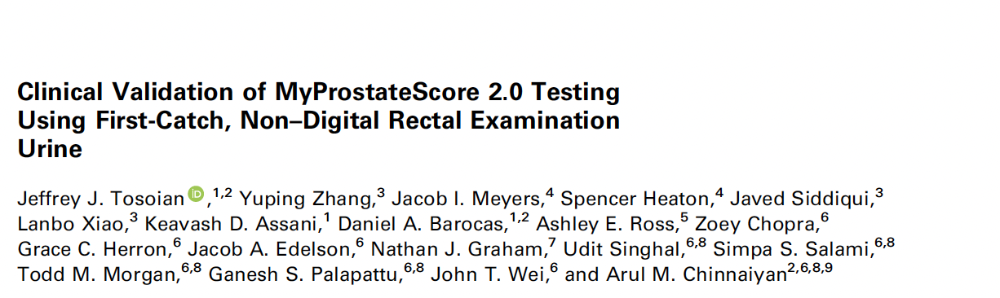 Clinical Validation of MyProstateScore 2.0 Testing
Using First-Catch, Non–Digital Rectal Examination
Urine
Jeffrey J. Tosoian iD,1,2 Yuping Zhang,3 Jacob I. Meyers,4 Spencer Heaton,4 Javed Siddiqui,3
Lanbo Xiao,3 Keavash D. Assani,1 Daniel A. Barocas,1,2 Ashley E. Ross,5 Zoey Chopra,6
Grace C. Herron,6 Jacob A. Edelson,6 Nathan J. Graham,7 Udit Singhal,6,8 Simpa S. Salami,6,8
Todd M. Morgan,6,8 Ganesh S. Palapattu,6,8 John T. Wei,6 and Arul M. Chinnaiyan2,6,8,9